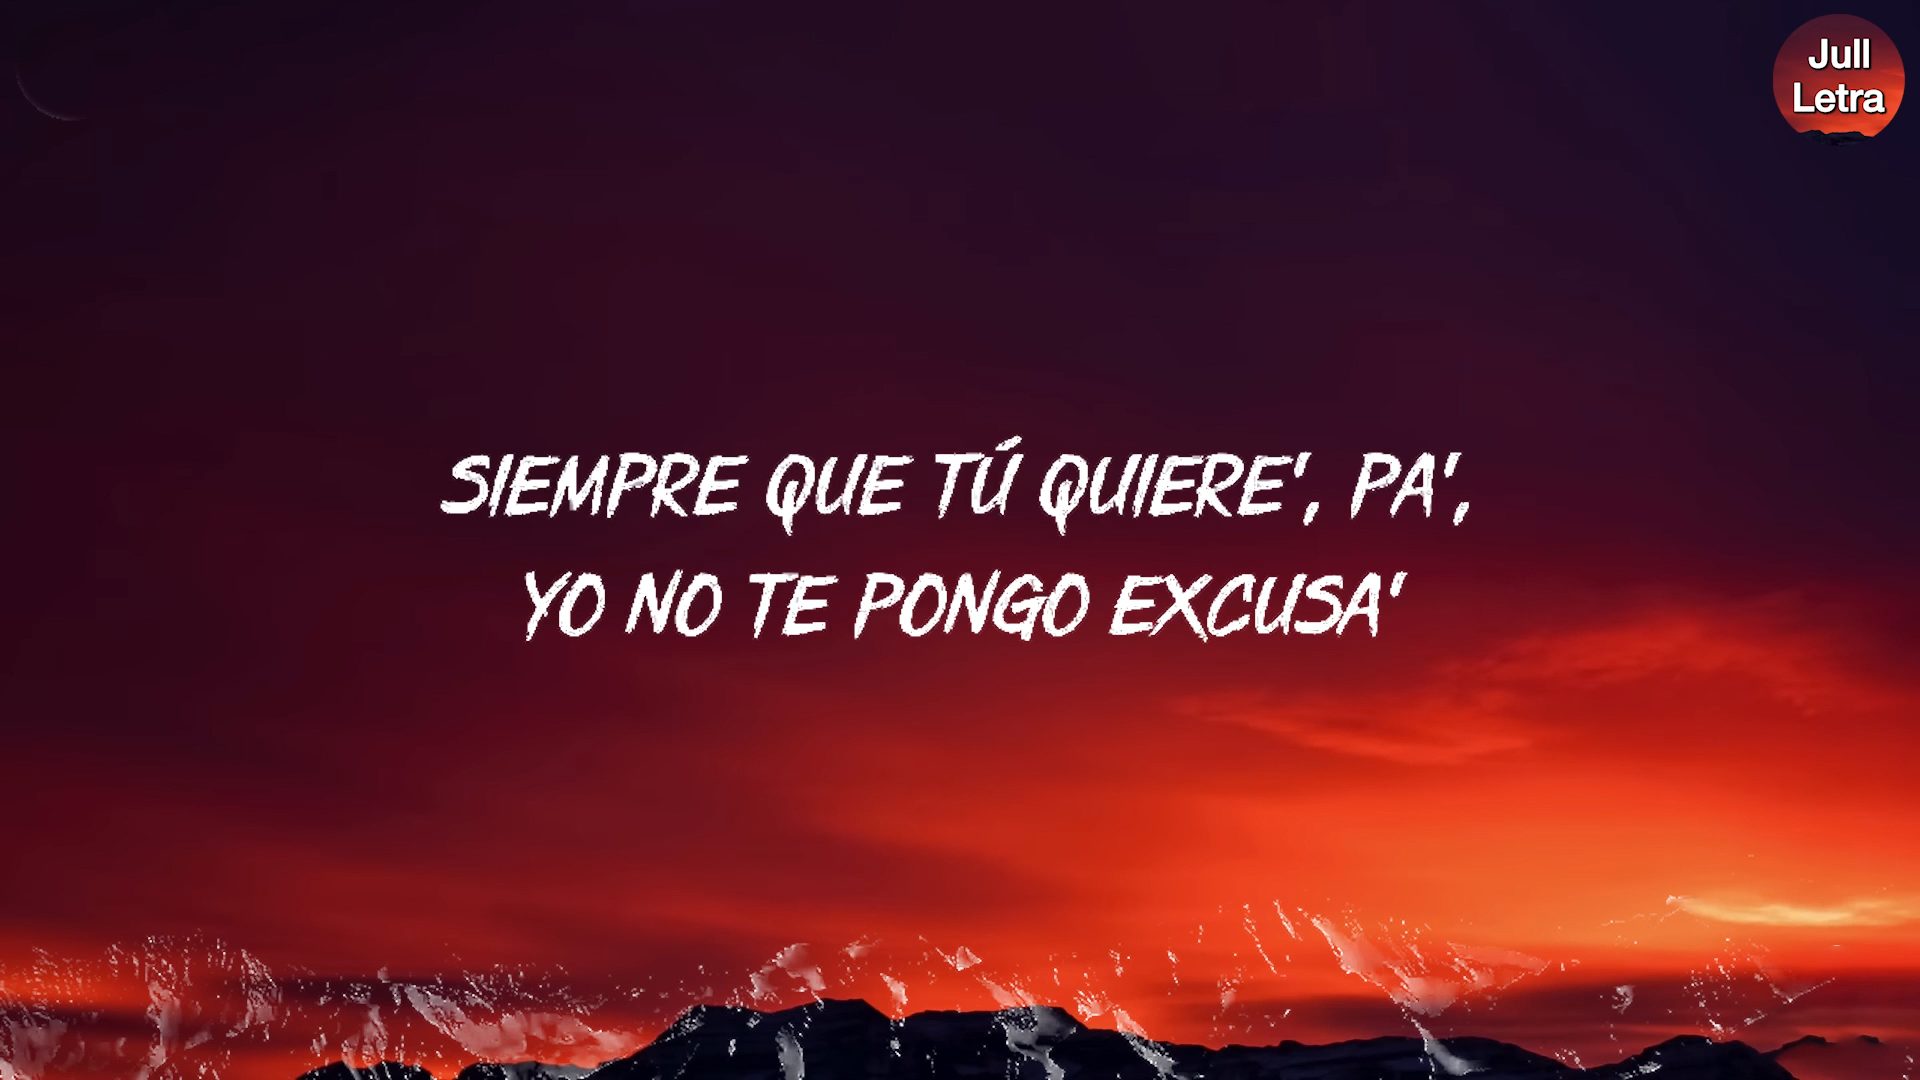 Jull
Letra
SIEMPRE QUE TÚ QUIERE', PA',
YO NO TE PONGO EXCUSA'